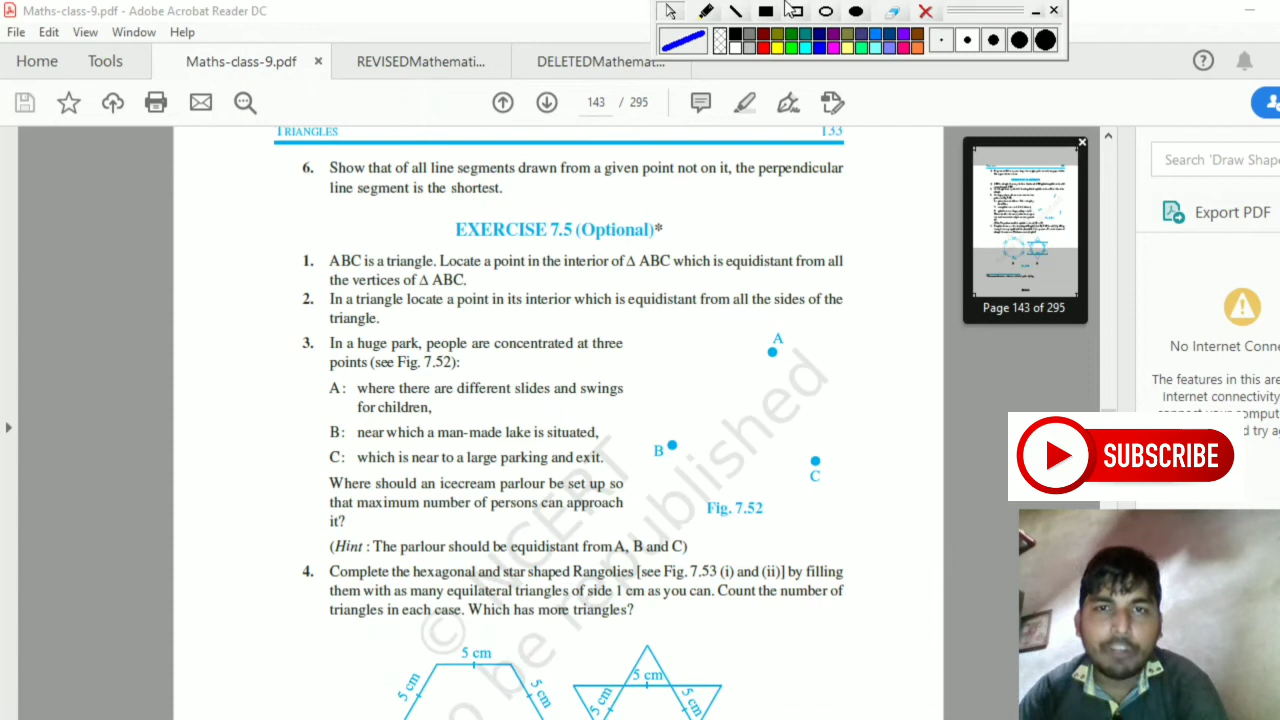 Maths-class-9.pdf - Adobe Acrobat Reader DC
File Edit View Window Help
Home Tools Maths-class-9.pdf × REVISEDMathemati... DELETEDMathemat...
143 / 295
TRIANGLES 133
6. Show that of all line segments drawn from a given point not on it, the perpendicular
line segment is the shortest.
EXERCISE 7.5 (Optional)*
1. ABC is a triangle. Locate a point in the interior of Δ ABC which is equidistant from all
the vertices of Δ ABC.
2. In a triangle locate a point in its interior which is equidistant from all the sides of the
triangle.
3. In a huge park, people are concentrated at three
points (see Fig. 7.52):
A : where there are different slides and swings
for children,
B : near which a man-made lake is situated,
C : which is near to a large parking and exit.
Where should an icecream parlour be set up so
that maximum number of persons can approach
it?
(Hint : The parlour should be equidistant from A, B and C)
A
B
C
Fig. 7.52
4. Complete the hexagonal and star shaped Rangolies [see Fig. 7.53 (i) and (ii)] by filling
them with as many equilateral triangles of side 1 cm as you can. Count the number of
triangles in each case. Which has more triangles?
5 cm
5 cm
5 cm
5 cm
5 cm
5 cm
© NCERT
be republished
Page 143 of 295
Search 'Draw Shape
Export PDF
No Internet Conne
The features in this are
Internet connectivity
SUBSCRIBE